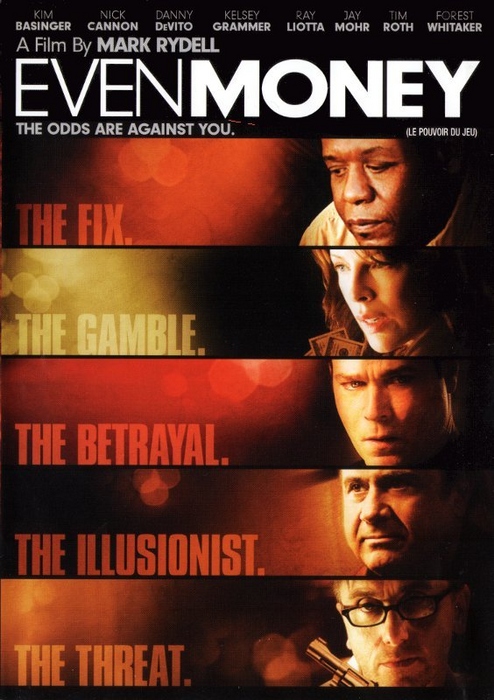 KIM NICK DANNY KELSEY RAY JAY TIM FOREST
BASINGER CANNON DeVITO GRAMMER LIOTTA MOHR ROTH WHITAKER
A Film By MARK RYDELL
EVENMONEY
THE ODDS ARE AGAINST YOU.
(LE POUVOIR DU JEU)
THE FIX.
THE GAMBLE.
THE BETRAYAL.
THE ILLUSIONIST.
THE THREAT.